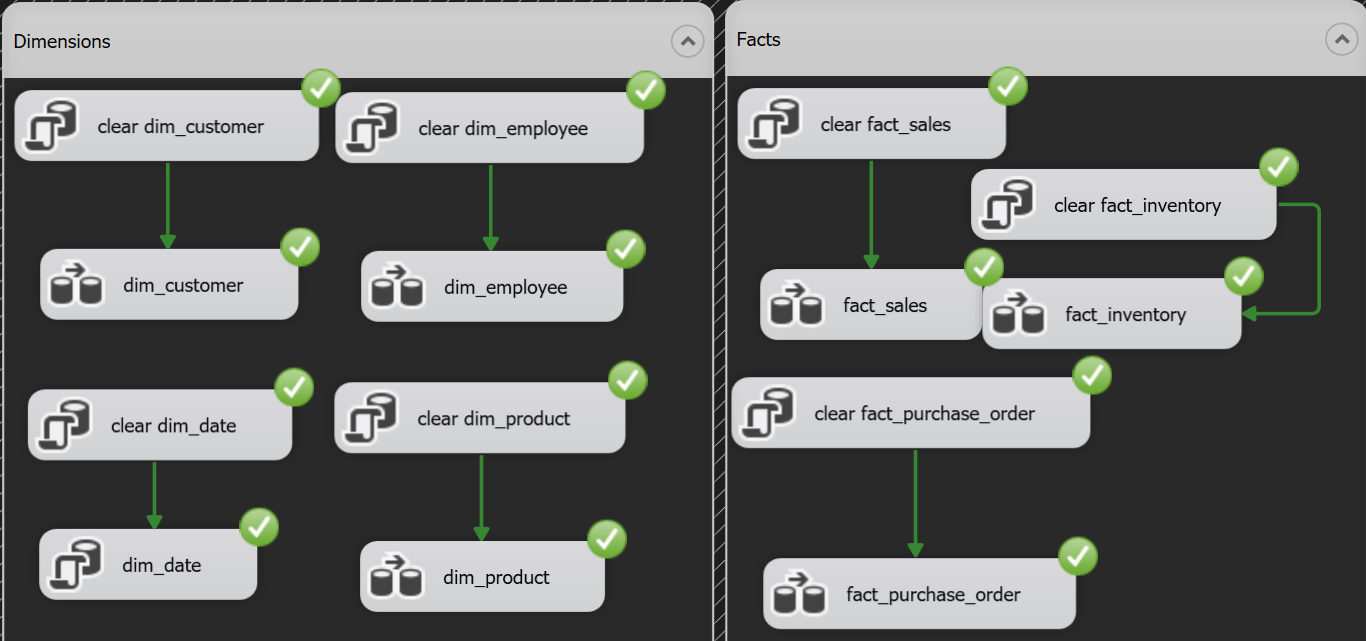 Dimensions
clear dim_customer
clear dim_employee
dim_customer
dim_employee
clear dim_date
clear dim_product
dim_date
dim_product
Facts
clear fact_sales
clear fact_inventory
fact_sales
fact_inventory
clear fact_purchase_order
fact_purchase_order